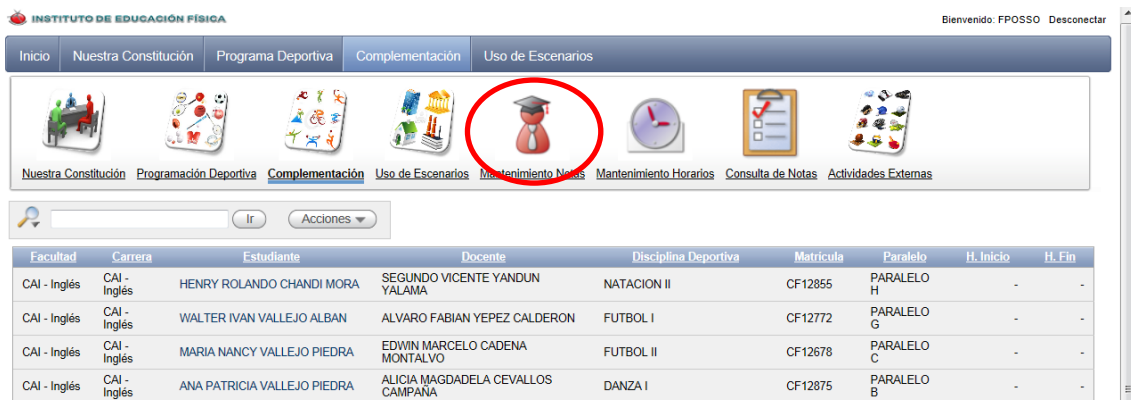 INSTITUTO DE EDUCACIÓN FÍSICA
Bienvenido: FPOSSO Desconectar
Inicio Nuestra Constitución Programa Deportiva Complementación Uso de Escenarios
Nuestra Constitución Programación Deportiva Complementación Uso de Escenarios Mantenimiento Notas Mantenimiento Horarios Consulta de Notas Actividades Externas
Ir Acciones
Facultad Carrera Estudiante Docente Disciplina Deportiva Matricula Paralelo H. Inicio H. Fin
CAI - Inglés CAI - Inglés HENRY ROLANDO CHANDI MORA SEGUNDO VICENTE YANDUN YALAMA NATACION II CF12855 PARALELO H - -
CAI - Inglés CAI - Inglés WALTER IVAN VALLEJO ALBAN ALVARO FABIAN YEPEZ CALDERON FUTBOL I CF12772 PARALELO G - -
CAI - Inglés CAI - Inglés MARIA NANCY VALLEJO PIEDRA EDWIN MARCELO CADENA MONTALVO FUTBOL II CF12678 PARALELO C - -
CAI - Inglés CAI - Inglés ANA PATRICIA VALLEJO PIEDRA ALICIA MAGDADELA CEVALLOS CAMPAÑA DANZA I CF12875 PARALELO B - -